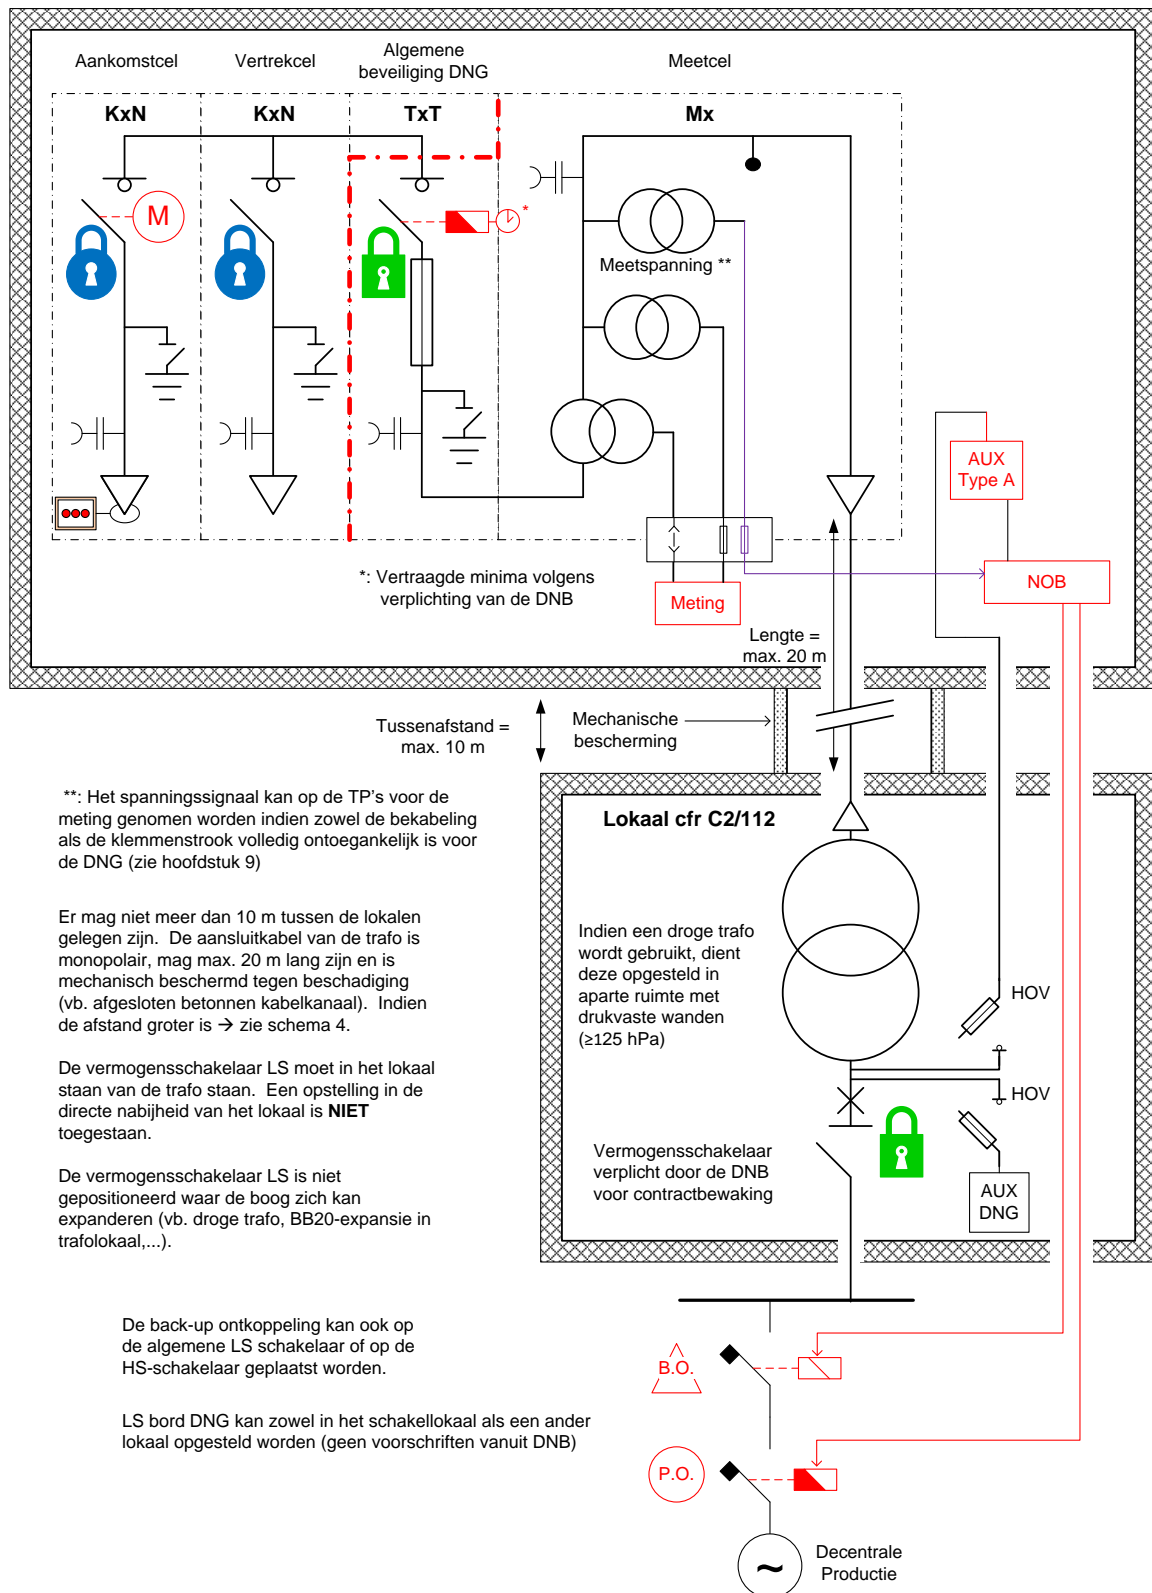 Aankomstcel
Vertrekcel
Algemene
beveiliging DNG
Meetcel
KxN
KxN
TxT
Mx
M
*
Meetspanning **
AUX
Type A
NOB
*: Vertraagde minima volgens
verplichting van de DNB
Meting
Lengte =
max. 20 m
Tussenafstand =
max. 10 m
Mechanische
bescherming
**: Het spanningssignaal kan op de TP's voor de
meting genomen worden indien zowel de bekabeling
als de klemmenstrook volledig ontoegankelijk is voor
de DNG (zie hoofdstuk 9)
Lokaal cfr C2/112
Er mag niet meer dan 10 m tussen de lokalen
gelegen zijn. De aansluitkabel van de trafo is
monopolair, mag max. 20 m lang zijn en is
mechanisch beschermd tegen beschadiging
(vb. afgesloten betonnen kabelkanaal). Indien
de afstand groter is → zie schema 4.
Indien een droge trafo
wordt gebruikt, dient
deze opgesteld in
aparte ruimte met
drukvaste wanden
(≥125 hPa)
HOV
HOV
De vermogensschakelaar LS moet in het lokaal
staan van de trafo staan. Een opstelling in de
directe nabijheid van het lokaal is NIET
toegestaan.
Vermogensschakelaar
verplicht door de DNB
voor contractbewaking
AUX
DNG
De vermogensschakelaar LS is niet
gepositioneerd waar de boog zich kan
expanderen (vb. droge trafo, BB20-expansie in
trafolokaal,...).
De back-up ontkoppeling kan ook op
de algemene LS schakelaar of op de
HS-schakelaar geplaatst worden.
B.O.
LS bord DNG kan zowel in het schakellokaal als een ander
lokaal opgesteld worden (geen voorschriften vanuit DNB)
P.O.
~
Decentrale
Productie